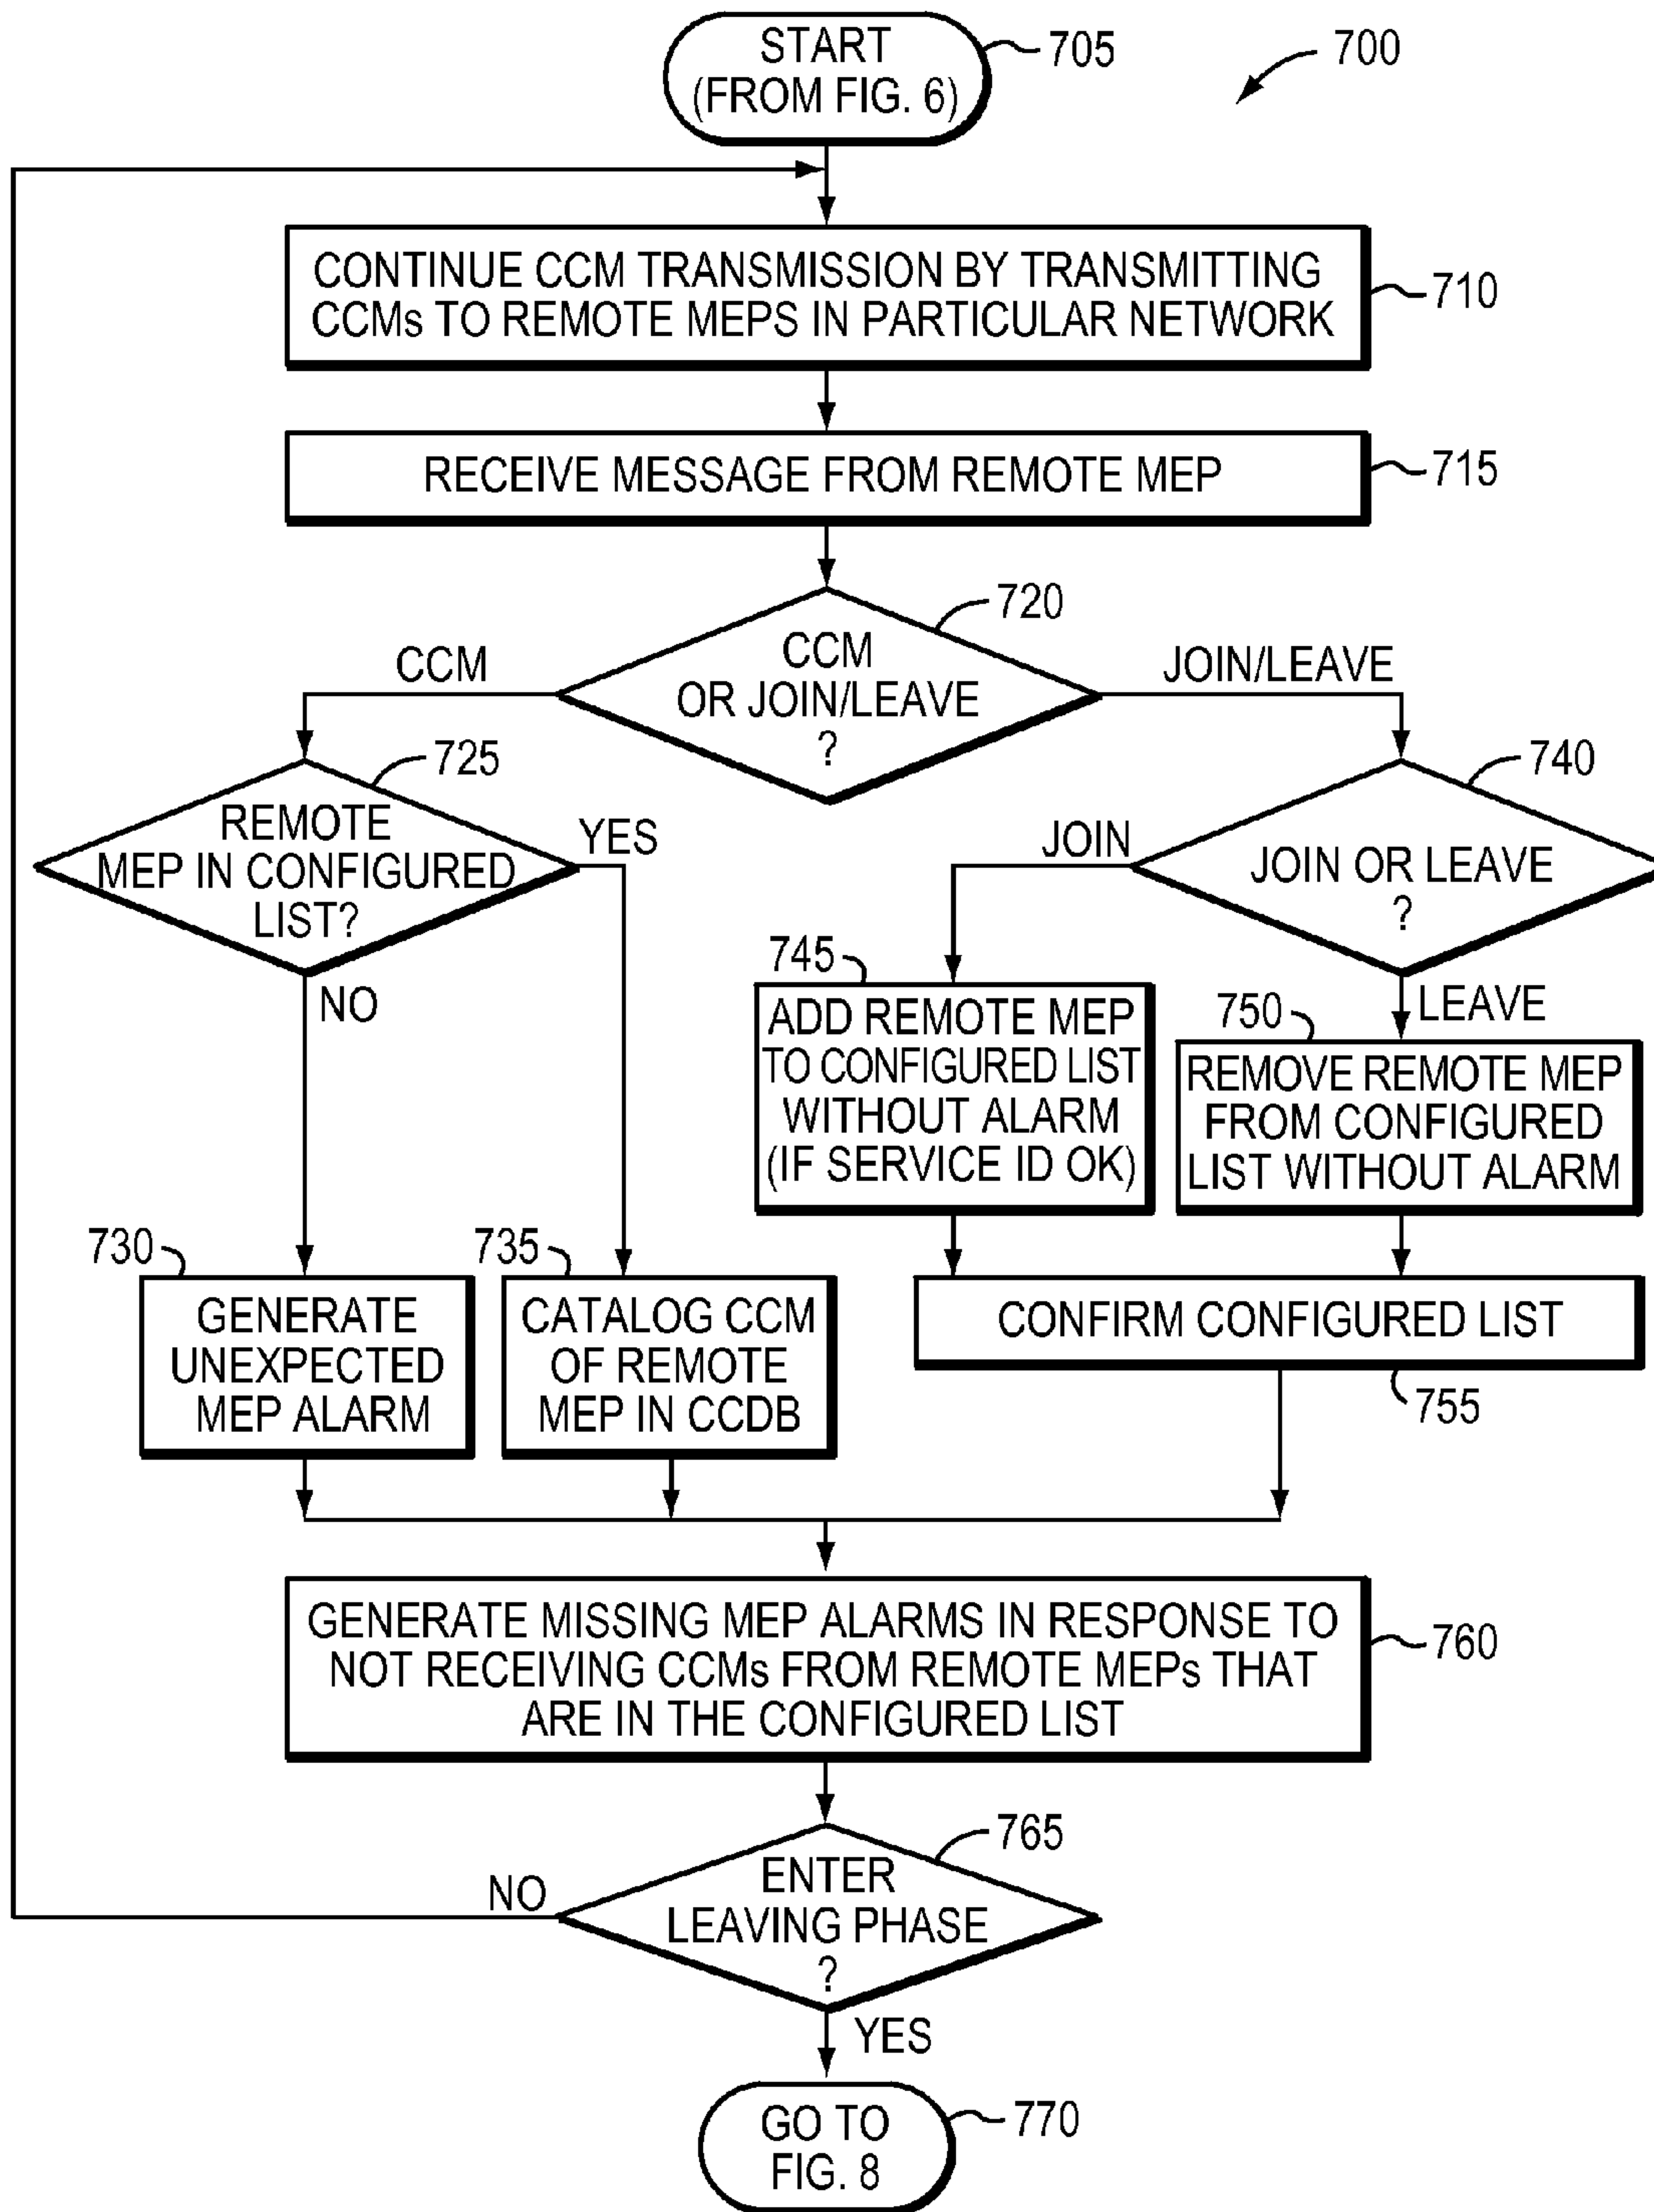 START
(FROM FIG. 6)
705
700
CONTINUE CCM TRANSMISSION BY TRANSMITTING
CCMs TO REMOTE MEPS IN PARTICULAR NETWORK
710
RECEIVE MESSAGE FROM REMOTE MEP
715
720
CCM
OR JOIN/LEAVE
?
CCM
JOIN/LEAVE
725
REMOTE
MEP IN CONFIGURED
LIST?
YES
NO
740
JOIN OR LEAVE
?
JOIN
LEAVE
745
ADD REMOTE MEP
TO CONFIGURED LIST
WITHOUT ALARM
(IF SERVICE ID OK)
750
REMOVE REMOTE MEP
FROM CONFIGURED
LIST WITHOUT ALARM
730
GENERATE
UNEXPECTED
MEP ALARM
735
CATALOG CCM
OF REMOTE
MEP IN CCDB
CONFIRM CONFIGURED LIST
755
GENERATE MISSING MEP ALARMS IN RESPONSE TO
NOT RECEIVING CCMs FROM REMOTE MEPs THAT
ARE IN THE CONFIGURED LIST
760
765
ENTER
LEAVING PHASE
?
NO
YES
GO TO
FIG. 8
770